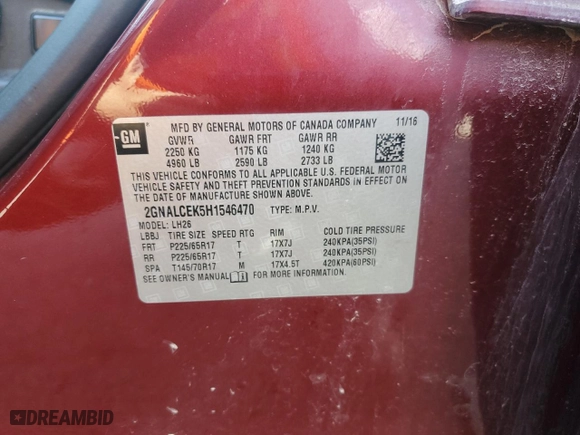 GM
MFD BY GENERAL MOTORS OF CANADA COMPANY 11/16
GVWR GAWR FRT GAWR RR
2250 KG 1175 KG 1240 KG
4960 LB 2590 LB 2733 LB
THIS VEHICLE CONFORMS TO ALL APPLICABLE U.S. FEDERAL MOTOR
VEHICLE SAFETY AND THEFT PREVENTION STANDARDS IN EFFECT ON
THE DATE OF MANUFACTURE SHOWN ABOVE.
2GNALCEK5H1546470 TYPE: M.P.V.
MODEL: LH26
LBBJ TIRE SIZE SPEED RTG RIM COLD TIRE PRESSURE
FRT P225/65R17 T 17X7J 240KPA(35PSI)
RR P225/65R17 T 17X7J 240KPA(35PSI)
SPA T145/70R17 M 17X4.5T 420KPA(60PSI)
SEE OWNER'S MANUAL FOR MORE INFORMATION.
DREAMBID